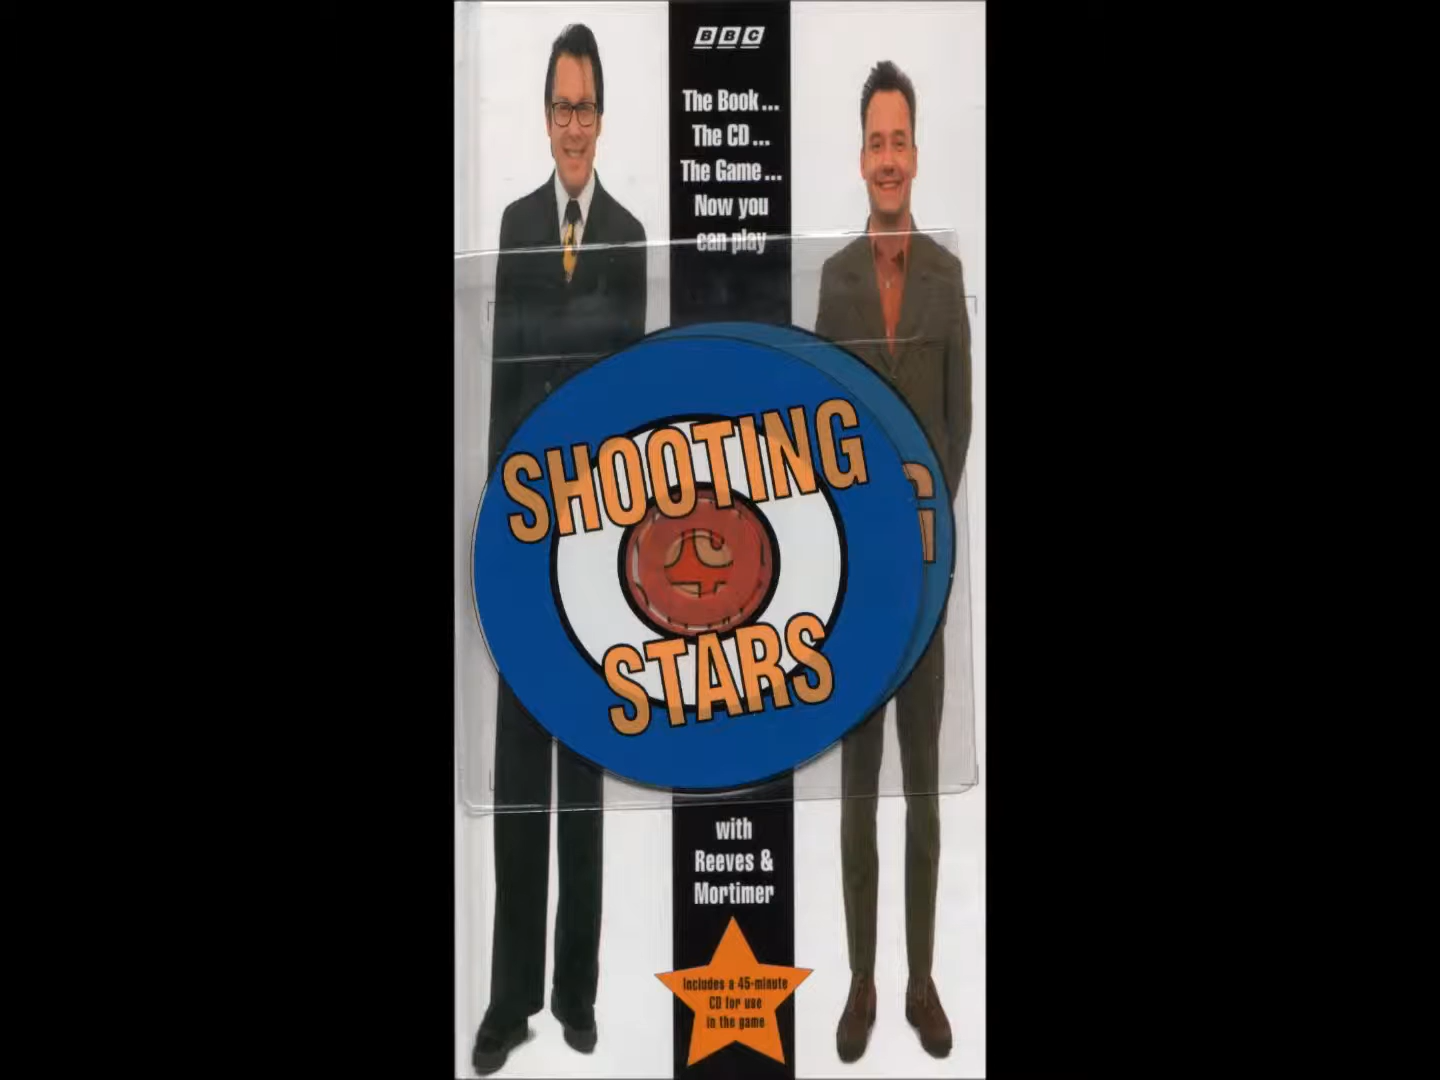 BBC
The Book...
The CD...
The Game...
Now you
can play
SHOOTING
STARS
with
Reeves &
Mortimer
Includes a 45-minute
CD for use
in the game